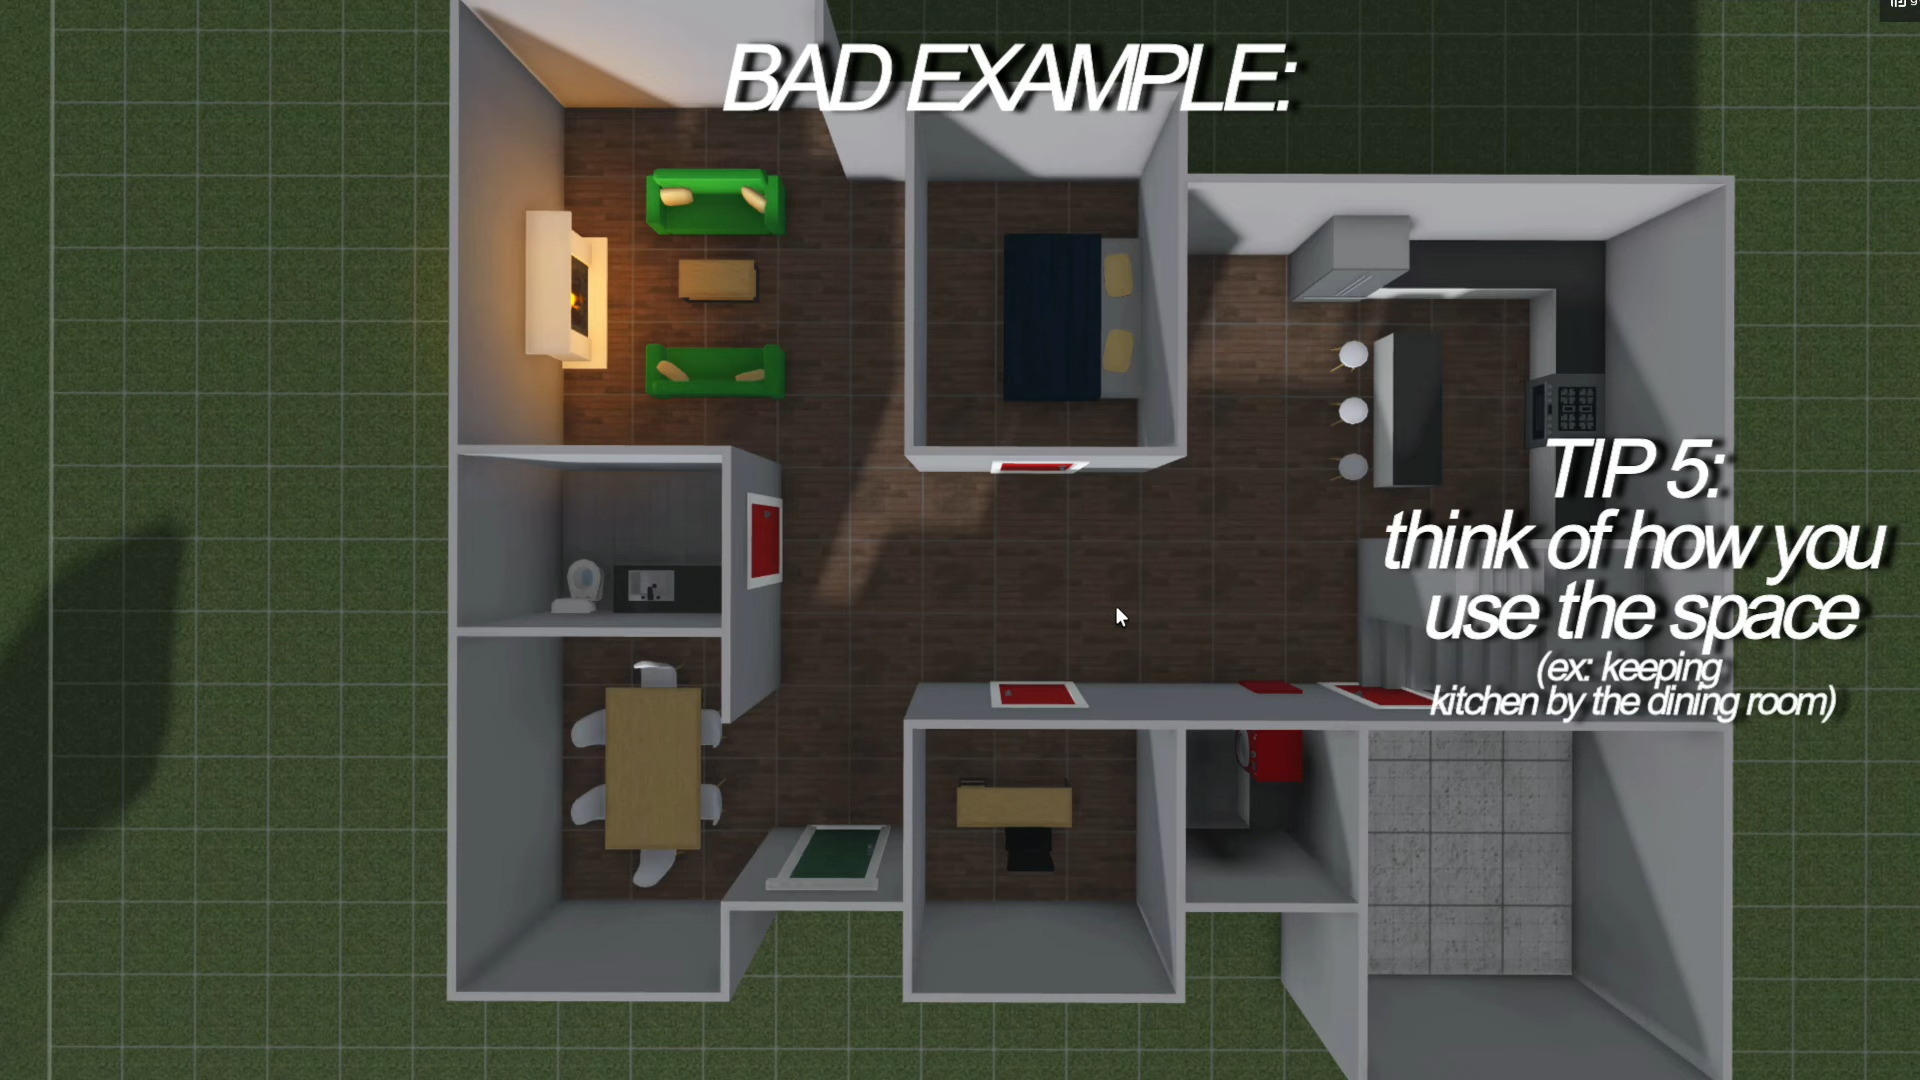 BAD EXAMPLE:
TIP 5:
think of how you
use the space
(ex: keeping
kitchen by the dining room)